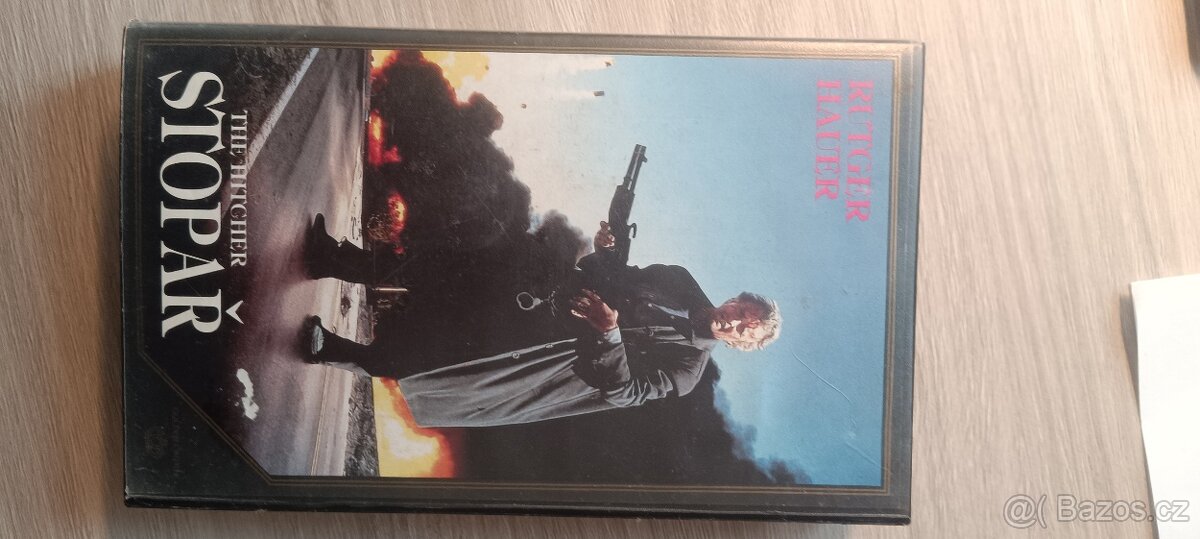 RUTGER
HAUER
THE HITCHER
STOPAŘ
@( Bazos.cz